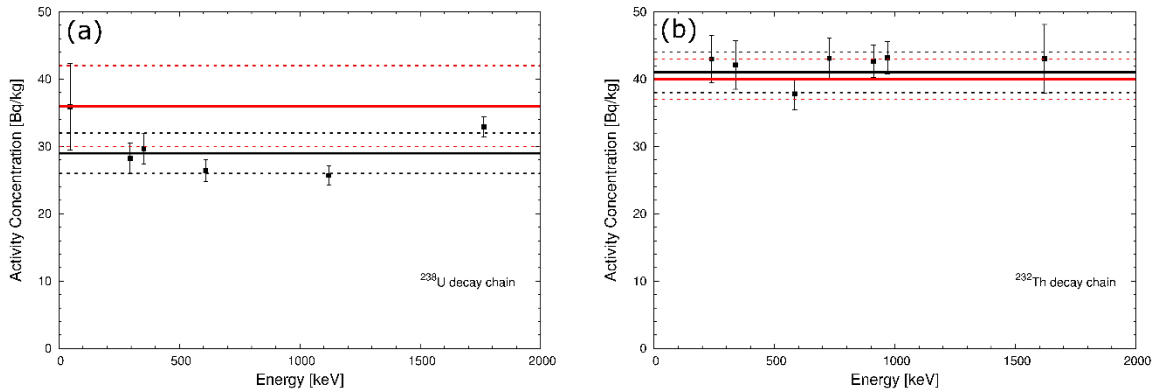 (a)
Activity Concentration [Bq/kg]
50
40
30
20
10
0
²³⁸U decay chain
0 500 1000 1500 2000
Energy [keV]
(b)
Activity Concentration [Bq/kg]
50
40
30
20
10
0
²³²Th decay chain
0 500 1000 1500 2000
Energy [keV]